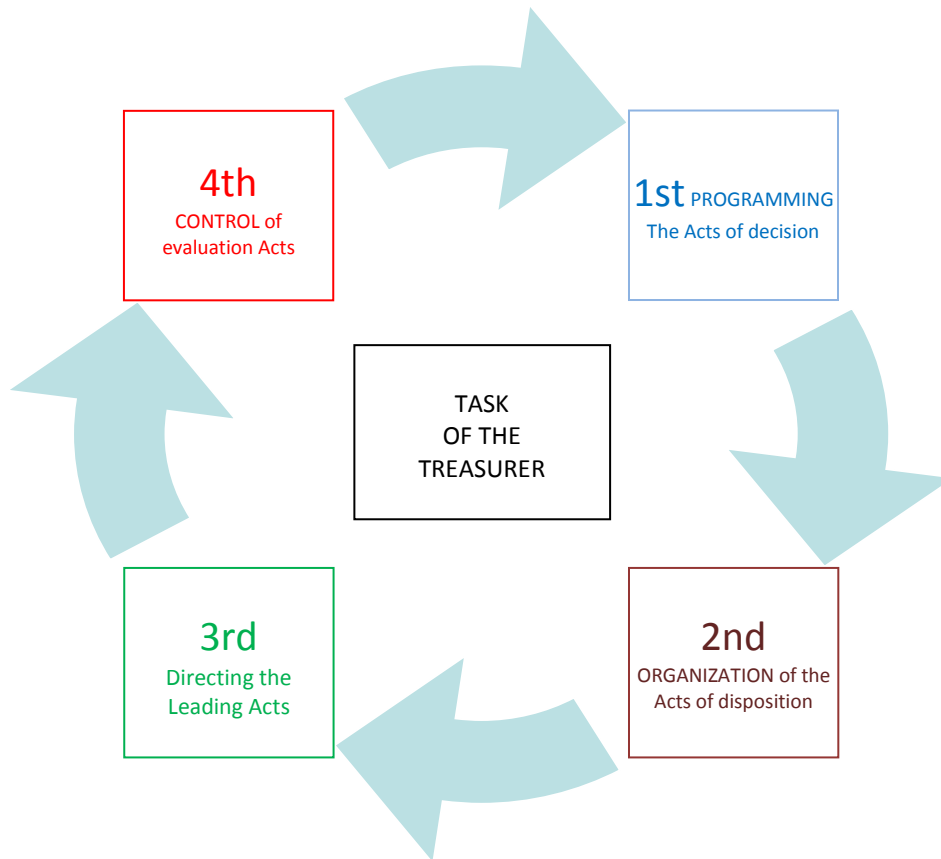 4th
CONTROL of
evaluation Acts
1st PROGRAMMING
The Acts of decision
TASK
OF THE
TREASURER
3rd
Directing the
Leading Acts
2nd
ORGANIZATION of the
Acts of disposition